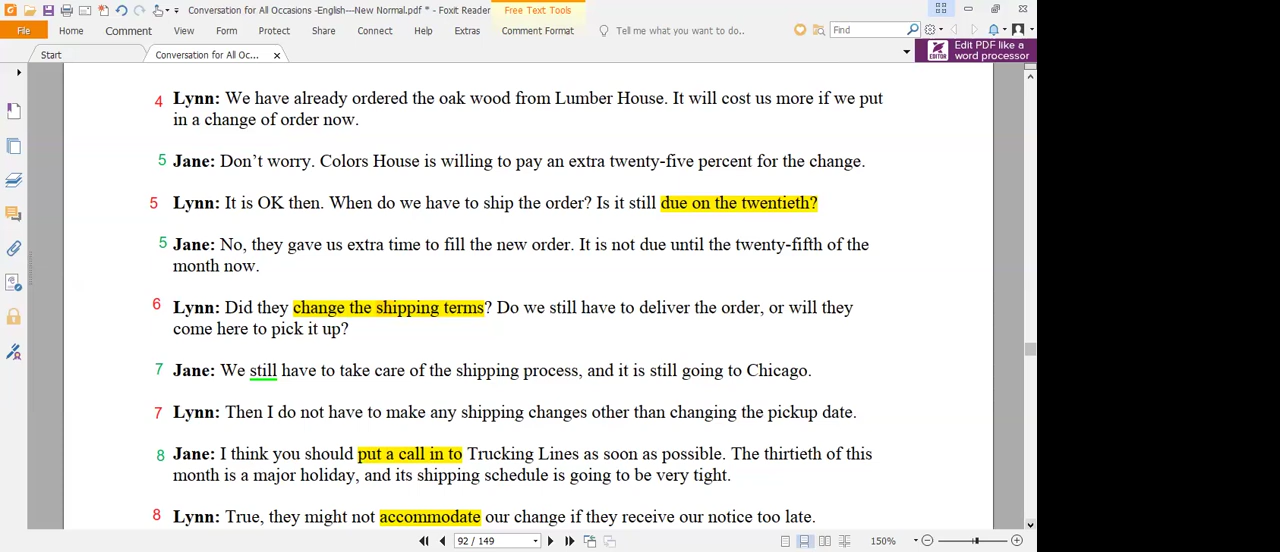 Conversation for All Occasions -English---New Normal.pdf * - Foxit Reader
Free Text Tools
File Home Comment View Form Protect Share Connect Help Extras Comment Format Tell me what you want to do.. Find
Start Conversation for All Oc... EDITOR Edit PDF like a
word processor
4 Lynn: We have already ordered the oak wood from Lumber House. It will cost us more if we put
in a change of order now.
5 Jane: Don't worry. Colors House is willing to pay an extra twenty-five percent for the change.
5 Lynn: It is OK then. When do we have to ship the order? Is it still due on the twentieth?
5 Jane: No, they gave us extra time to fill the new order. It is not due until the twenty-fifth of the
month now.
6 Lynn: Did they change the shipping terms? Do we still have to deliver the order, or will they
come here to pick it up?
7 Jane: We still have to take care of the shipping process, and it is still going to Chicago.
7 Lynn: Then I do not have to make any shipping changes other than changing the pickup date.
8 Jane: I think you should put a call in to Trucking Lines as soon as possible. The thirtieth of this
month is a major holiday, and its shipping schedule is going to be very tight.
8 Lynn: True, they might not accommodate our change if they receive our notice too late.
92 / 149 150%